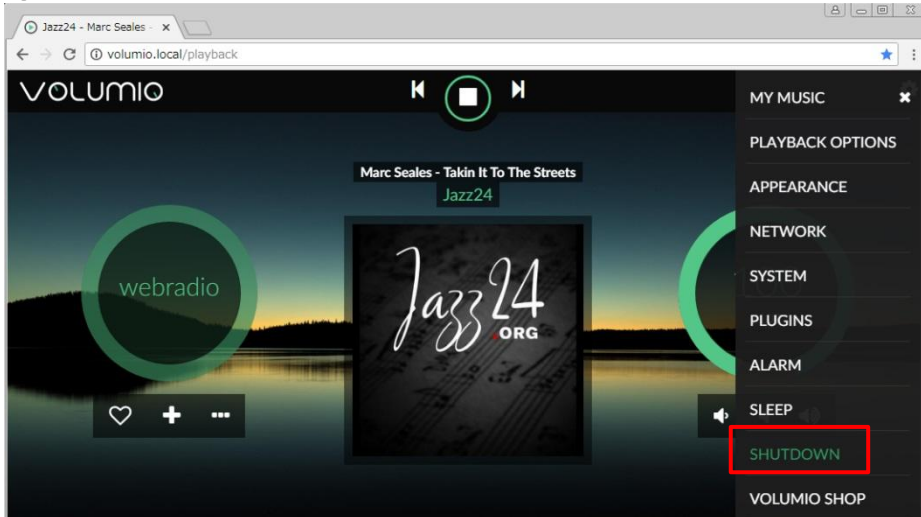 Jazz24 - Marc Seales -
volumio.local/playback
VOLUMIO
Marc Seales - Takin It To The Streets
Jazz24
webradio
Jazz24
.ORG
MY MUSIC
PLAYBACK OPTIONS
APPEARANCE
NETWORK
SYSTEM
PLUGINS
ALARM
SLEEP
SHUTDOWN
VOLUMIO SHOP